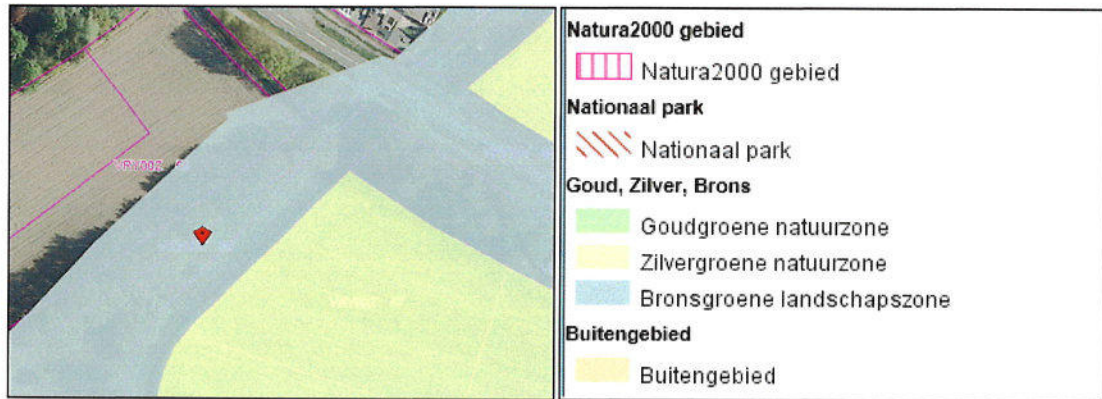 Natura2000 gebied
Natura2000 gebied
Nationaal park
Nationaal park
Goud, Zilver, Brons
Goudgroene natuurzone
Zilvergroene natuurzone
Bronsgroene landschapszone
Buitengebied
Buitengebied